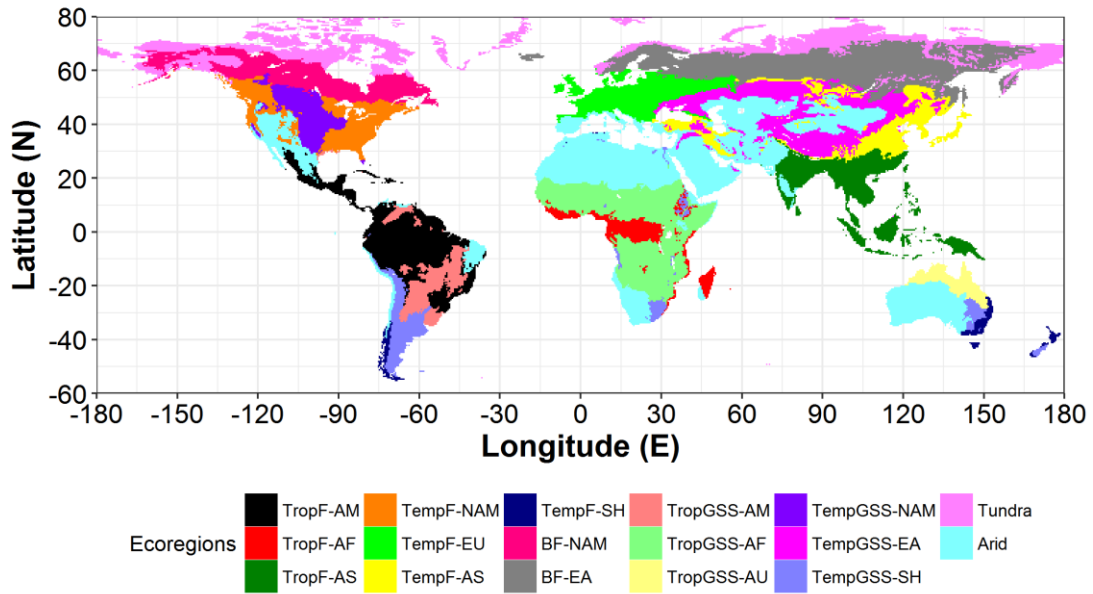 80
60
40
20
0
-20
-40
-60
Latitude (N)
-180 -150 -120 -90 -60 -30 0 30 60 90 120 150 180
Longitude (E)
Ecoregions
TropF-AM TempF-NAM TempF-SH TropGSS-AM TempGSS-NAM Tundra
TropF-AF TempF-EU BF-NAM TropGSS-AF TempGSS-EA Arid
TropF-AS TempF-AS BF-EA TropGSS-AU TempGSS-SH